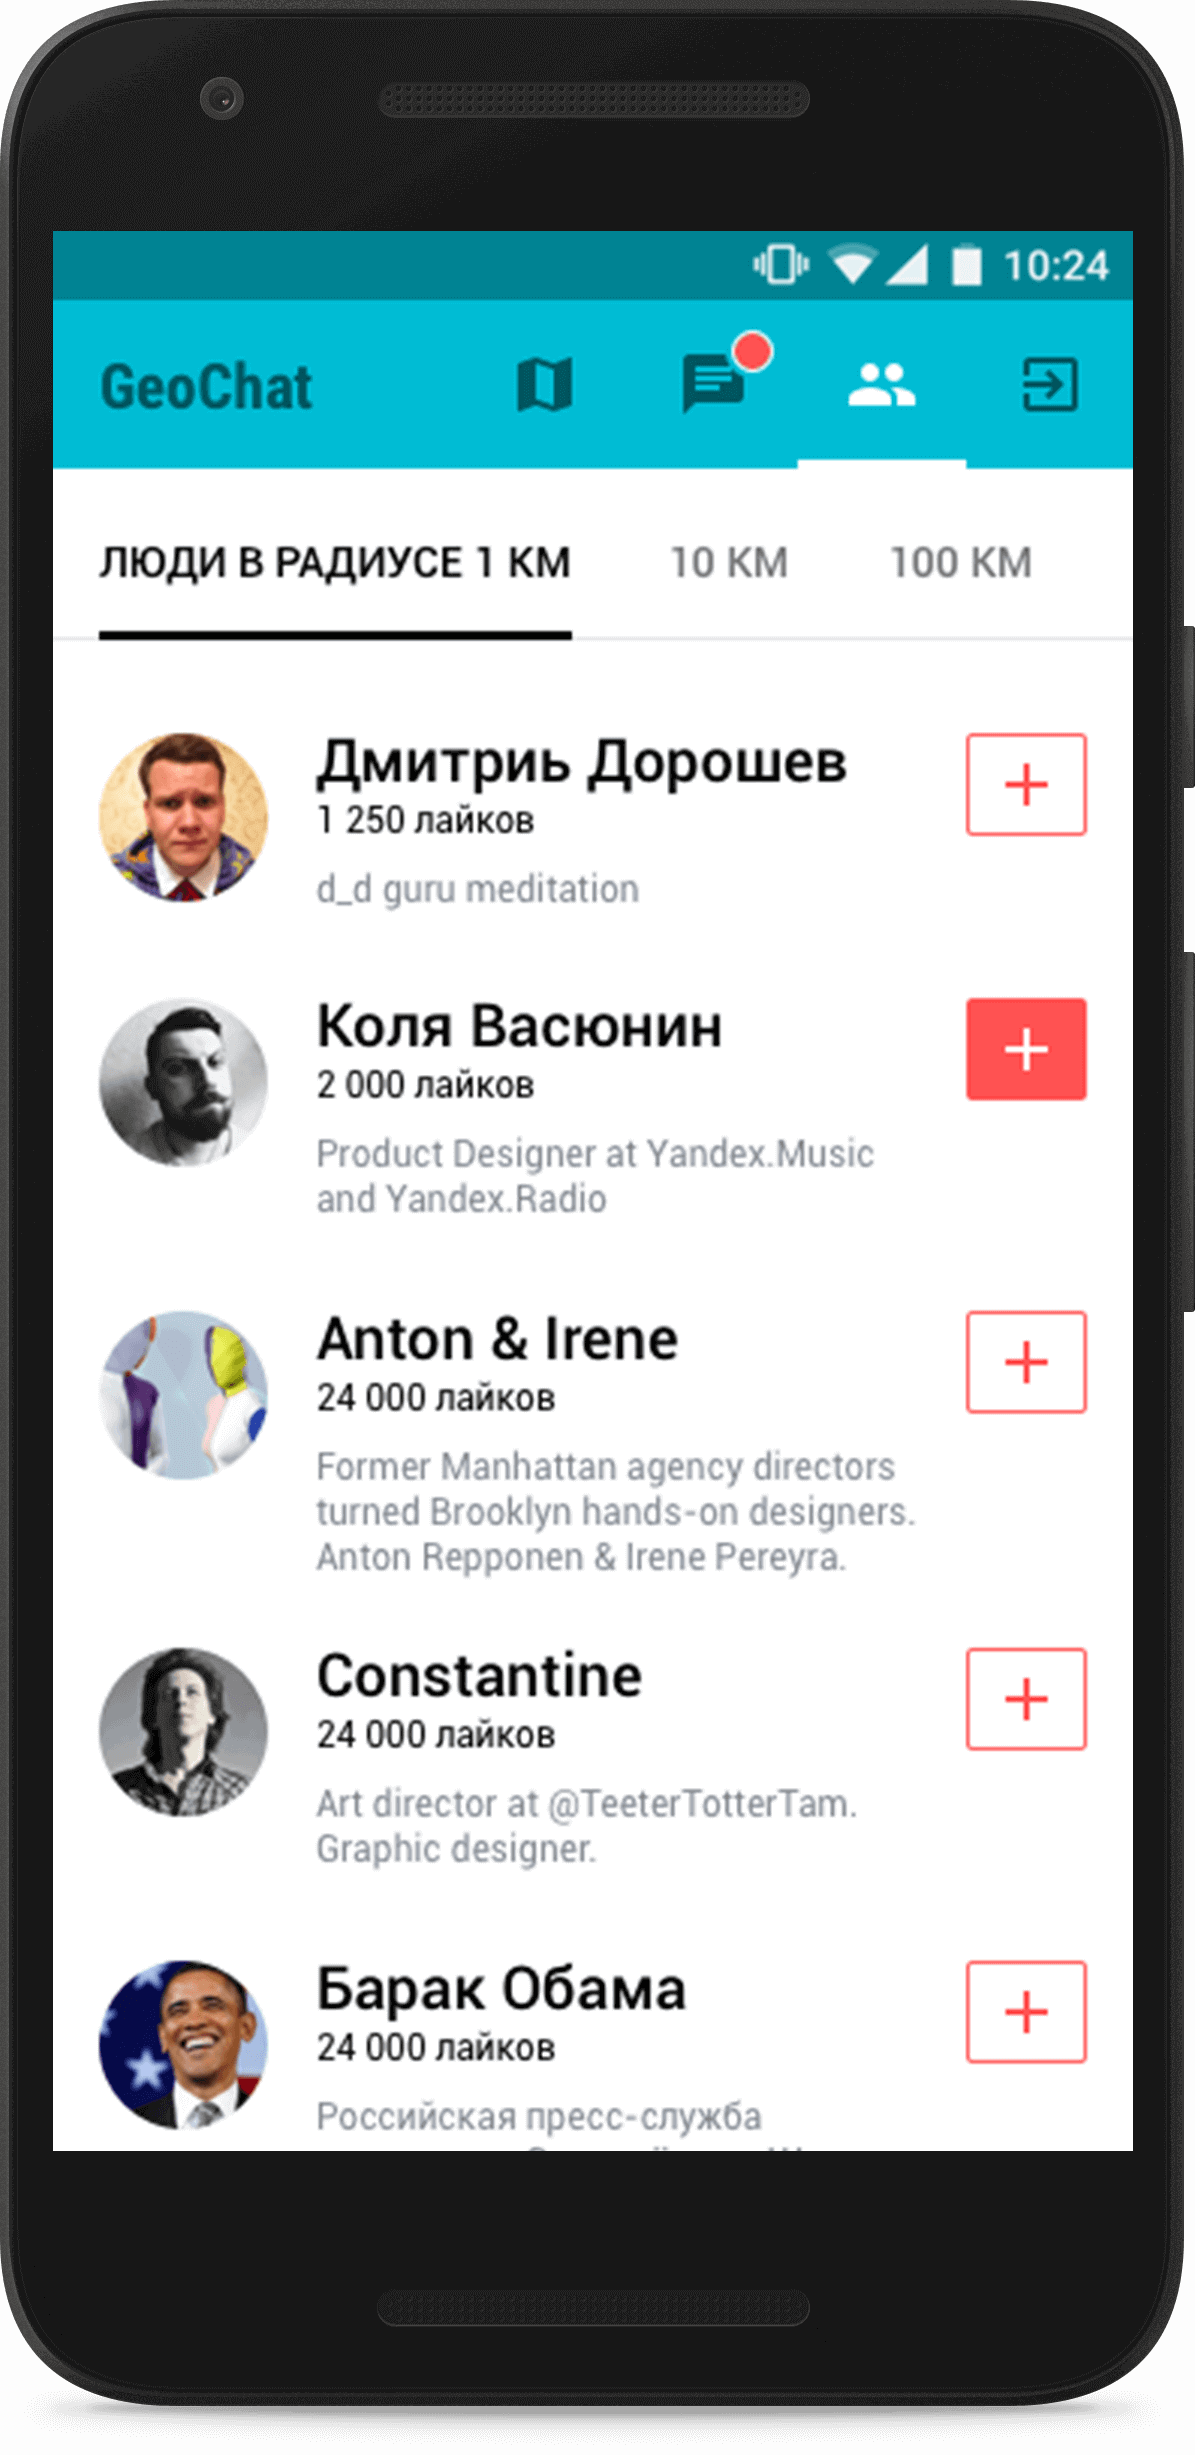 10:24
GeoChat
ЛЮДИ В РАДИУСЕ 1 КМ 10 КМ 100 КМ
Дмитриь Дорошев
1 250 лайков
d_d guru meditation
Коля Васюнин
2 000 лайков
Product Designer at Yandex.Music
and Yandex.Radio
Anton & Irene
24 000 лайков
Former Manhattan agency directors
turned Brooklyn hands-on designers.
Anton Repponen & Irene Pereyra.
Constantine
24 000 лайков
Art director at @TeeterTotterTam.
Graphic designer.
Барак Обама
24 000 лайков
Российская пресс-служба